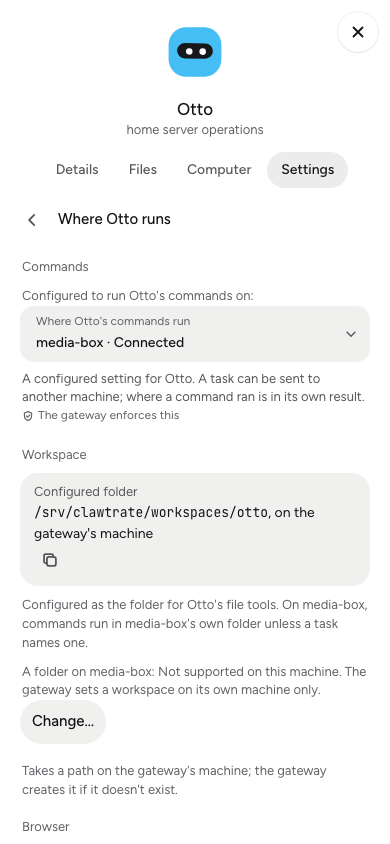 Otto
home server operations
Details
Files
Computer
Settings
Where Otto runs
Commands
Configured to run Otto's commands on:
Where Otto's commands run
media-box · Connected
A configured setting for Otto. A task can be sent to
another machine; where a command ran is in its own result.
The gateway enforces this
Workspace
Configured folder
/srv/clawtrate/workspaces/otto, on the
gateway's machine
Configured as the folder for Otto's file tools. On media-box,
commands run in media-box's own folder unless a task
names one.
A folder on media-box: Not supported on this machine. The
gateway sets a workspace on its own machine only.
Change...
Takes a path on the gateway's machine; the gateway
creates it if it doesn't exist.
Browser